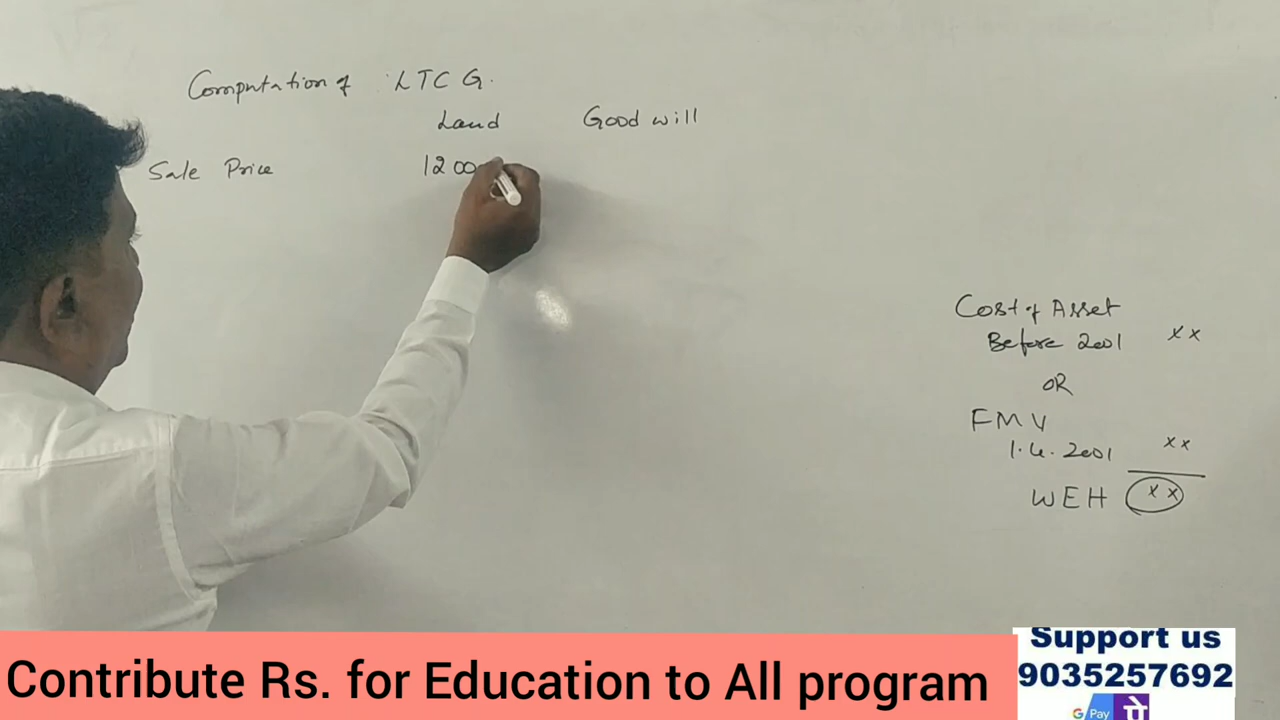 Computation of LTCG.
Land Good will
Sale Price 1200
Cost of Asset
Before 2001 xx
OR
FMV
1.4.2001 xx
WEH xx
Contribute Rs. for Education to All program
Support us
9035257692
G Pay पे